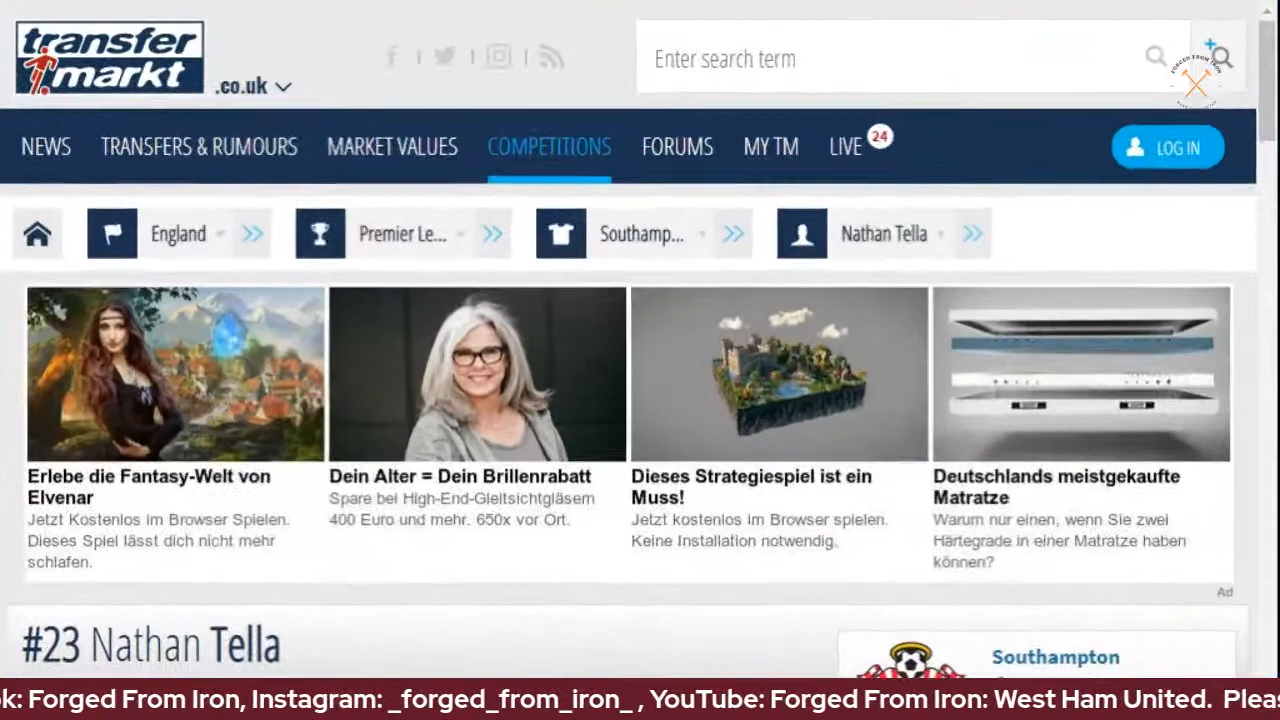 transfer
markt
.co.uk
Enter search term
FORGED FROM IRON
NEWS TRANSFERS & RUMOURS MARKET VALUES COMPETITIONS FORUMS MY TM LIVE 24 LOG IN
England Premier Le... Southamp... Nathan Tella
Erlebe die Fantasy-Welt von
Elvenar
Jetzt Kostenlos im Browser Spielen.
Dieses Spiel lässt dich nicht mehr
schlafen.
Dein Alter = Dein Brillenrabatt
Spare bei High-End-Gleitsichtgläsern
400 Euro und mehr. 650x vor Ort.
Dieses Strategiespiel ist ein
Muss!
Jetzt kostenlos im Browser spielen.
Keine Installation notwendig.
Deutschlands meistgekaufte
Matratze
Warum nur einen, wenn Sie zwei
Härtegrade in einer Matratze haben
können?
Ad
#23 Nathan Tella
Southampton
ok: Forged From Iron, Instagram: _forged_from_iron_ , YouTube: Forged From Iron: West Ham United. Pleas